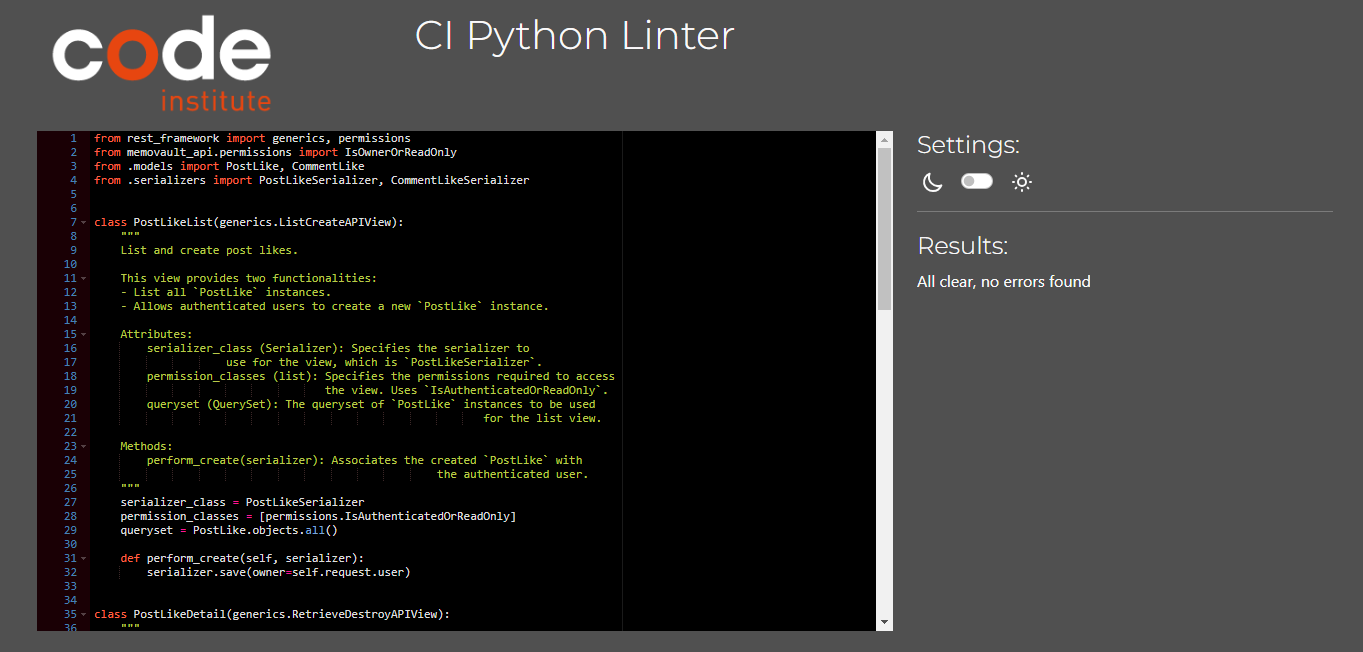 code
institute
CI Python Linter
1 from rest_framework import generics, permissions
2 from memovault_api.permissions import IsOwnerOrReadOnly
3 from .models import PostLike, CommentLike
4 from .serializers import PostLikeSerializer, CommentLikeSerializer
5
6
7 class PostLikeList(generics.ListCreateAPIView):
8     """
9     List and create post likes.
10
11     This view provides two functionalities:
12     - List all `PostLike` instances.
13     - Allows authenticated users to create a new `PostLike` instance.
14
15     Attributes:
16         serializer_class (Serializer): Specifies the serializer to
17                     use for the view, which is `PostLikeSerializer`.
18         permission_classes (list): Specifies the permissions required to access
19                                    the view. Uses `IsAuthenticatedOrReadOnly`.
20         queryset (QuerySet): The queryset of `PostLike` instances to be used
21                                                            for the list view.
22
23     Methods:
24         perform_create(serializer): Associates the created `PostLike` with
25                                                     the authenticated user.
26     """
27     serializer_class = PostLikeSerializer
28     permission_classes = [permissions.IsAuthenticatedOrReadOnly]
29     queryset = PostLike.objects.all()
30
31     def perform_create(self, serializer):
32         serializer.save(owner=self.request.user)
33
34
35 class PostLikeDetail(generics.RetrieveDestroyAPIView):
36     """
Settings:
Results:
All clear, no errors found